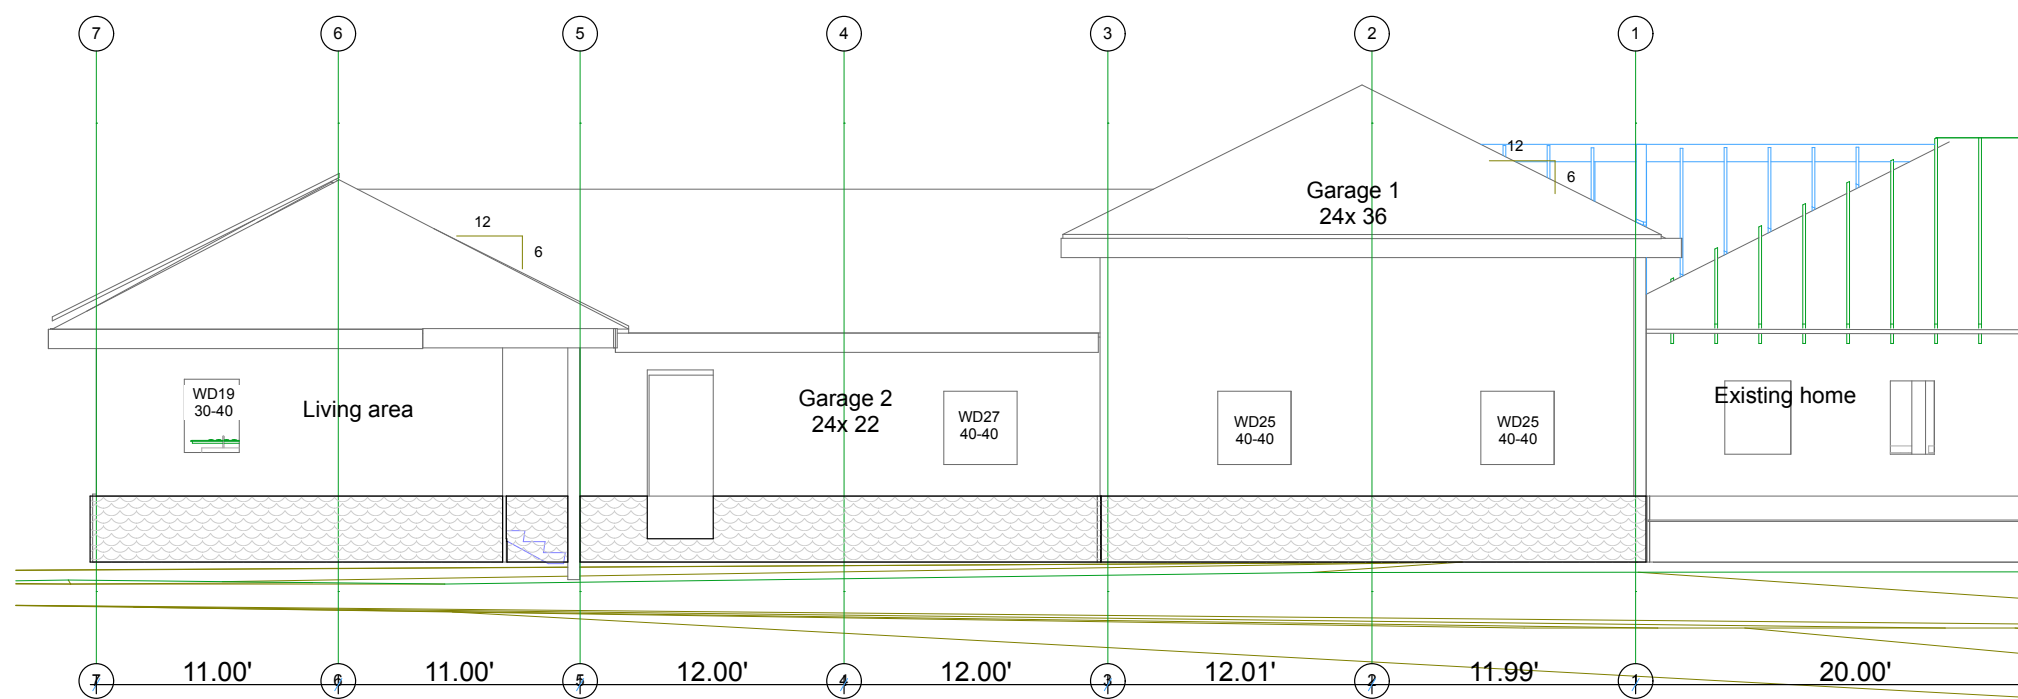 7 6 5 4 3 2 1
12
6
12
6
Garage 1
24x 36
WD19
30-40
Living area
Garage 2
24x 22
WD27
40-40
WD25
40-40
WD25
40-40
Existing home
11.00' 11.00' 12.00' 12.00' 12.01' 11.99' 20.00'
7 6 5 4 3 2 1